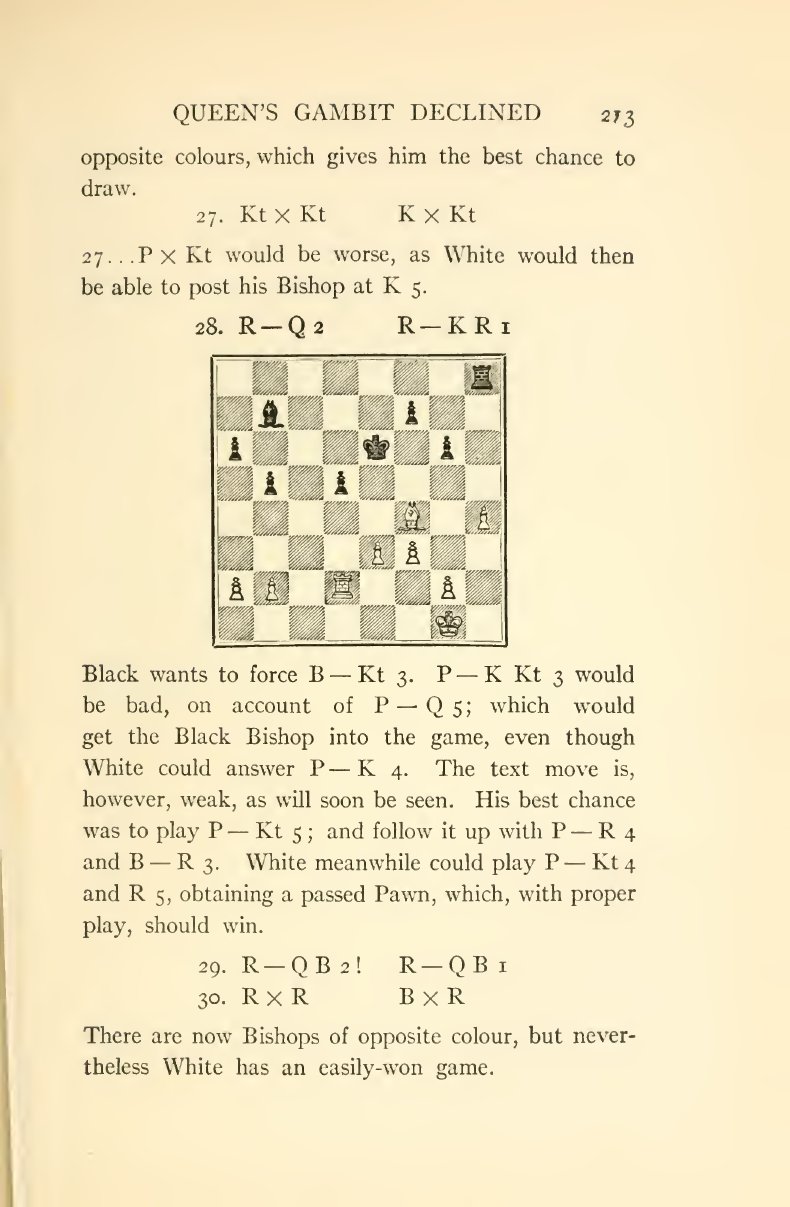 QUEEN'S GAMBIT DECLINED 213
opposite colours, which gives him the best chance to
draw.
27. Kt × Kt K × Kt
27...P × Kt would be worse, as White would then
be able to post his Bishop at K 5.
28. R—Q 2 R—K R 1
Black wants to force B—Kt 3. P—K Kt 3 would
be bad, on account of P—Q 5; which would
get the Black Bishop into the game, even though
White could answer P—K 4. The text move is,
however, weak, as will soon be seen. His best chance
was to play P—Kt 5; and follow it up with P—R 4
and B—R 3. White meanwhile could play P—Kt 4
and R 5, obtaining a passed Pawn, which, with proper
play, should win.
29. R—Q B 2! R—Q B 1
30. R × R B × R
There are now Bishops of opposite colour, but never-
theless White has an easily-won game.